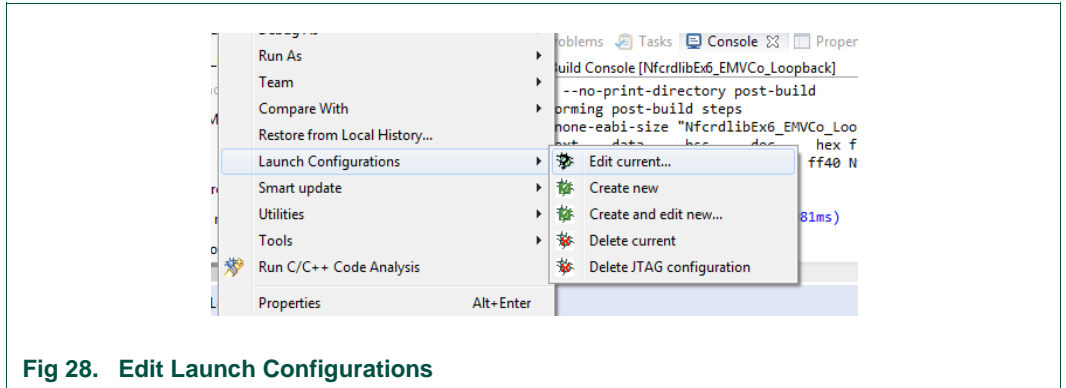 Run As
Team
Compare With
Restore from Local History...
Launch Configurations
Smart update
Utilities
Tools
Run C/C++ Code Analysis
Properties Alt+Enter
oblems Tasks Console Proper
uild Console [NfcrdlibEx6_EMVCo_Loopback]
--no-print-directory post-build
orming post-build steps
none-eabi-size "NfcrdlibEx6_EMVCo_Loo
hex f
ff40 N
Edit current...
Create new
Create and edit new...
81ms)
Delete current
Delete JTAG configuration
Fig 28. Edit Launch Configurations